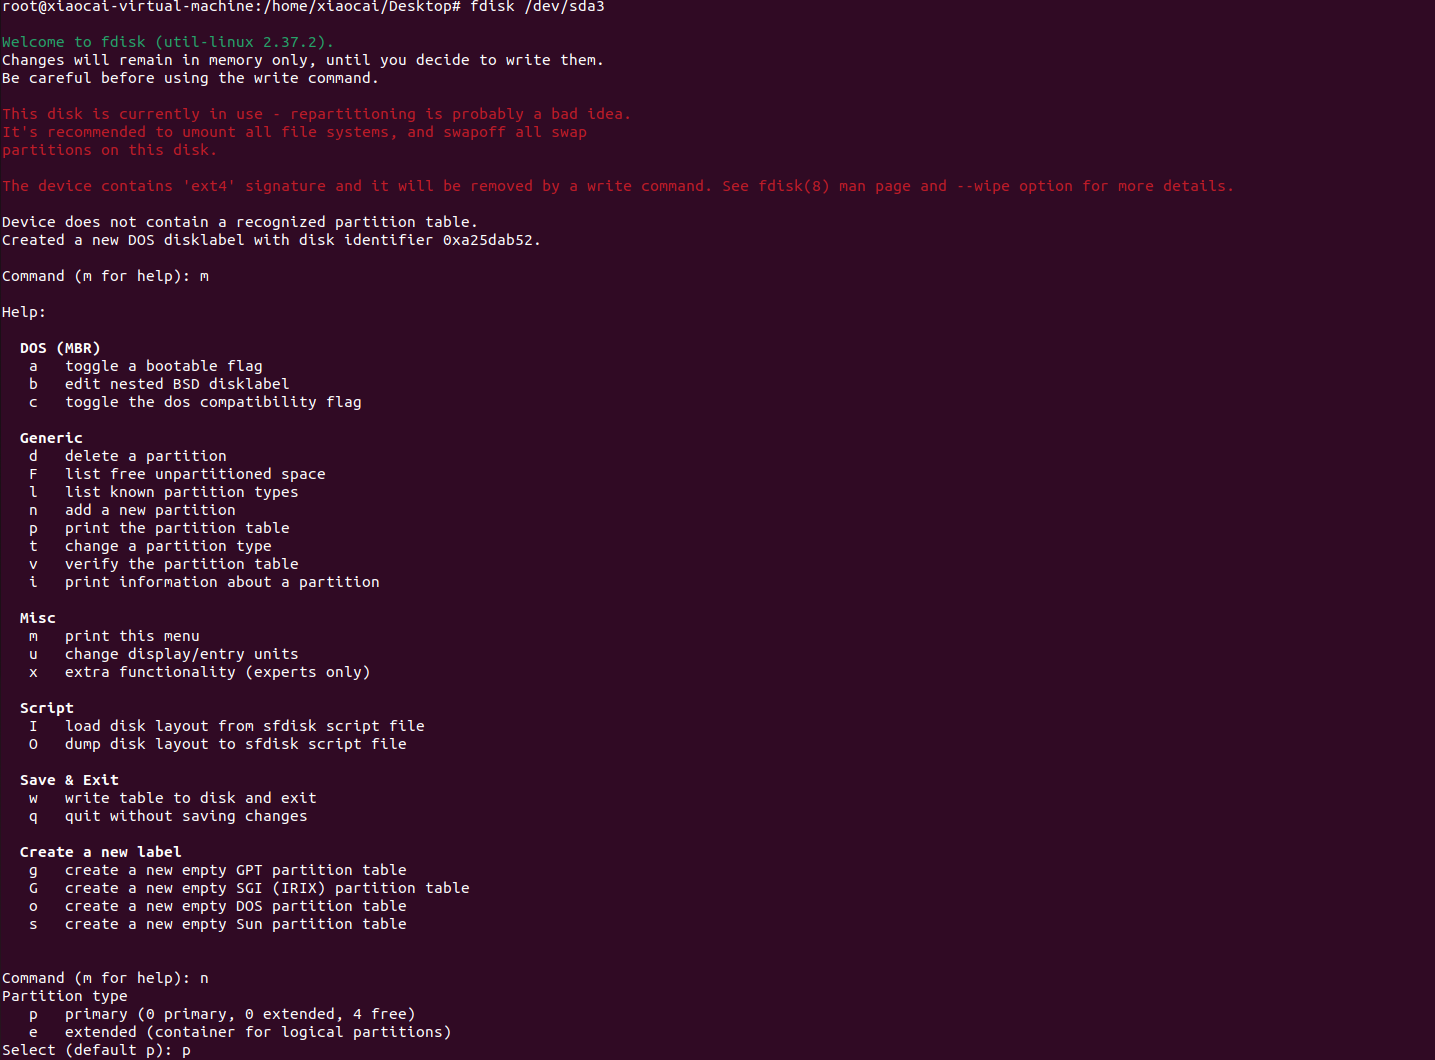 root@xiaocai-virtual-machine:/home/xiaocai/Desktop# fdisk /dev/sda3
Welcome to fdisk (util-linux 2.37.2).
Changes will remain in memory only, until you decide to write them.
Be careful before using the write command.
This disk is currently in use - repartitioning is probably a bad idea.
It's recommended to umount all file systems, and swapoff all swap
partitions on this disk.
The device contains 'ext4' signature and it will be removed by a write command. See fdisk(8) man page and --wipe option for more details.
Device does not contain a recognized partition table.
Created a new DOS disklabel with disk identifier 0xa25dab52.
Command (m for help): m
Help:
DOS (MBR)
a   toggle a bootable flag
b   edit nested BSD disklabel
c   toggle the dos compatibility flag
Generic
d   delete a partition
F   list free unpartitioned space
l   list known partition types
n   add a new partition
p   print the partition table
t   change a partition type
v   verify the partition table
i   print information about a partition
Misc
m   print this menu
u   change display/entry units
x   extra functionality (experts only)
Script
I   load disk layout from sfdisk script file
O   dump disk layout to sfdisk script file
Save & Exit
w   write table to disk and exit
q   quit without saving changes
Create a new label
g   create a new empty GPT partition table
G   create a new empty SGI (IRIX) partition table
o   create a new empty DOS partition table
s   create a new empty Sun partition table
Command (m for help): n
Partition type
p   primary (0 primary, 0 extended, 4 free)
e   extended (container for logical partitions)
Select (default p): p